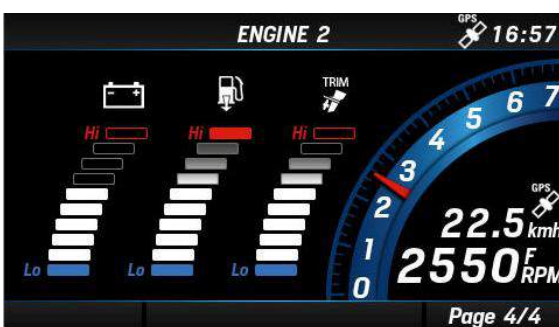 ENGINE 2
GPS
16:57
TRIM
Hi
Hi
Hi
7
6
5
4
3
2
1
0
GPS
22.5 kmh
2550 F RPM
Lo
Lo
Lo
Page 4/4